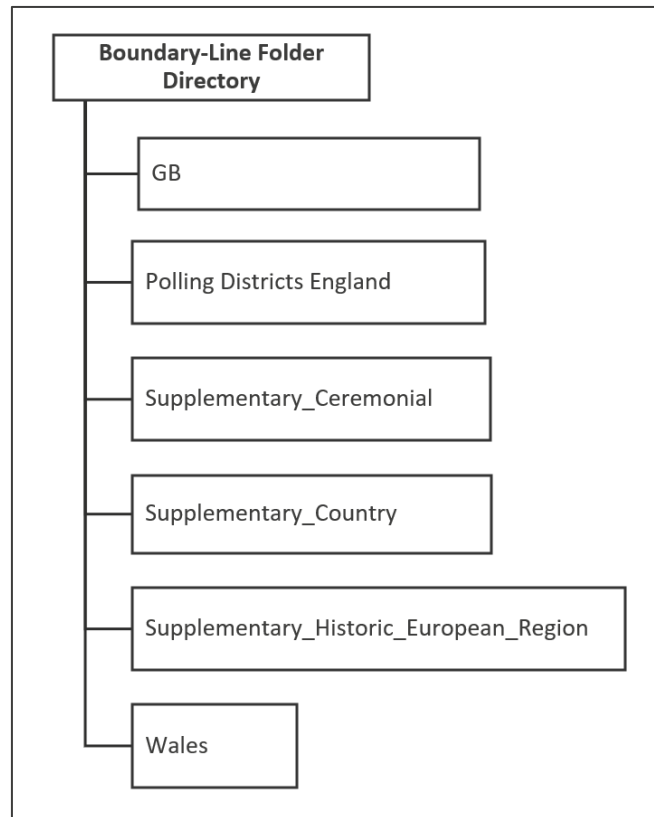 Boundary-Line Folder
Directory
GB
Polling Districts England
Supplementary_Ceremonial
Supplementary_Country
Supplementary_Historic_European_Region
Wales